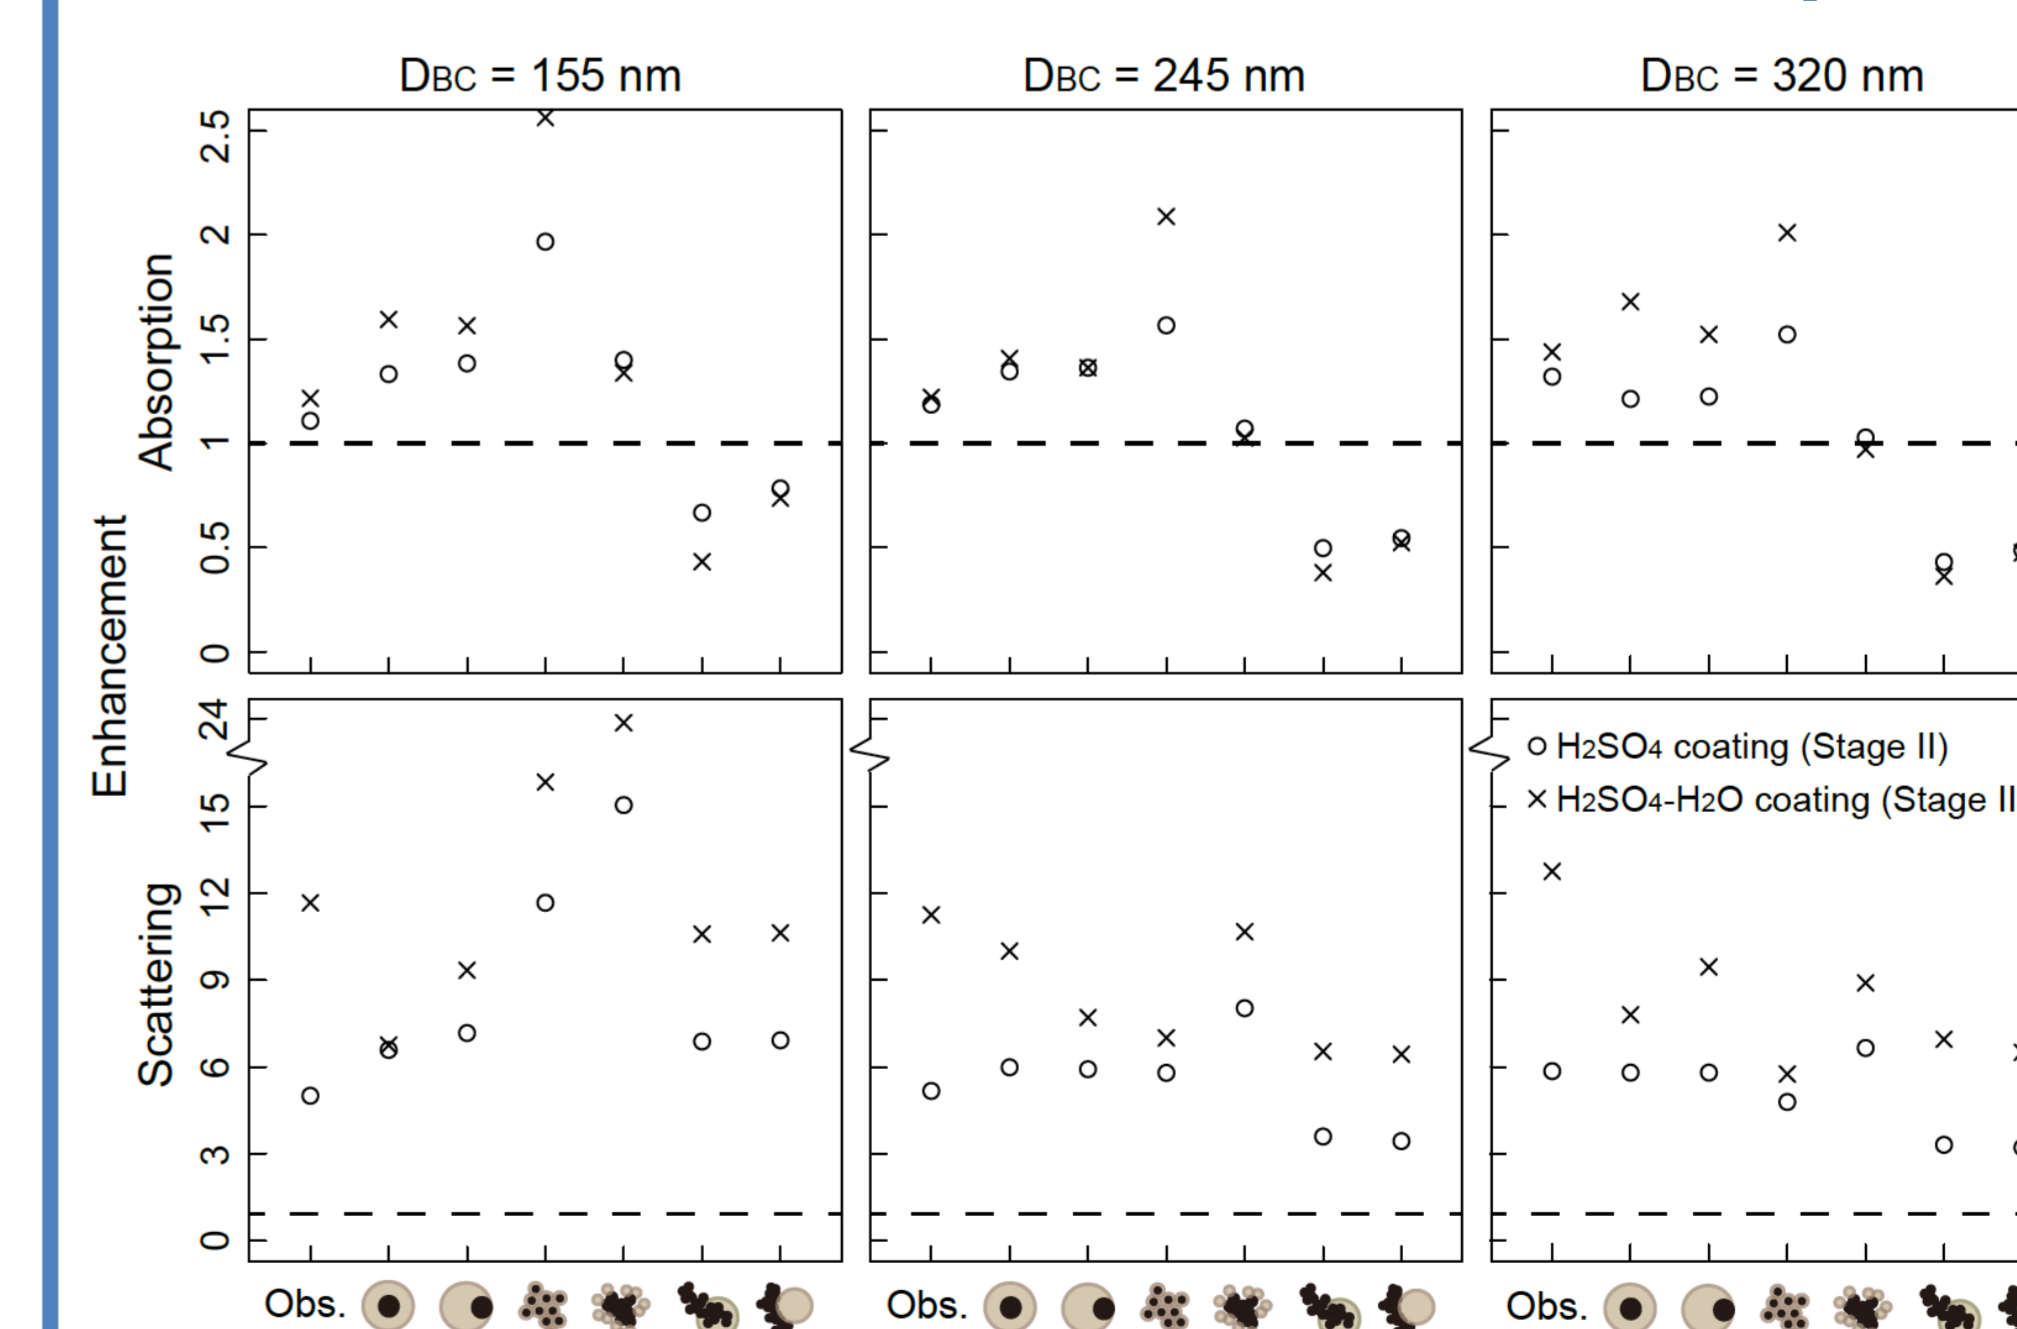 DBC = 155 nm
DBC = 245 nm
DBC = 320 nm
Enhancement
Absorption
2.5
2
1.5
1
0.5
0
Scattering
24
15
12
9
6
3
0
H2SO4 coating (Stage II)
H2SO4-H2O coating (Stage II
Obs.
Obs.
Obs.